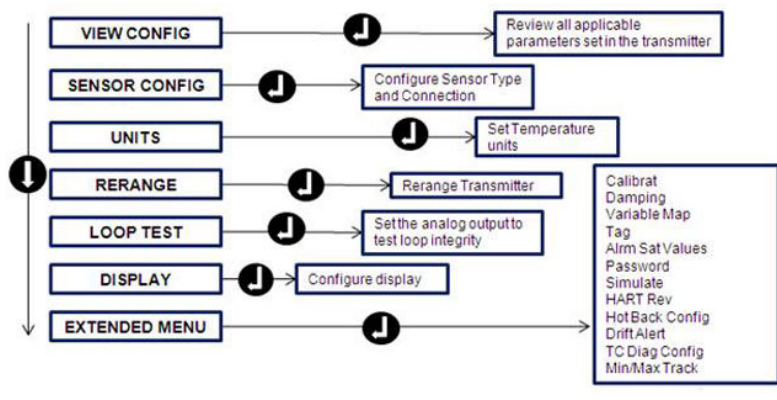 VIEW CONFIG
Review all applicable
parameters set in the transmitter
SENSOR CONFIG
Configure Sensor Type
and Connection
UNITS
Set Temperature
units
RERANGE
Rerange Transmitter
LOOP TEST
Set the analog output to
test loop integrity
DISPLAY
Configure display
EXTENDED MENU
Calibrat
Damping
Variable Map
Tag
Alrm Sat Values
Password
Simulate
HART Rev
Hot Back Config
Drift Alert
TC Diag Config
Min/Max Track